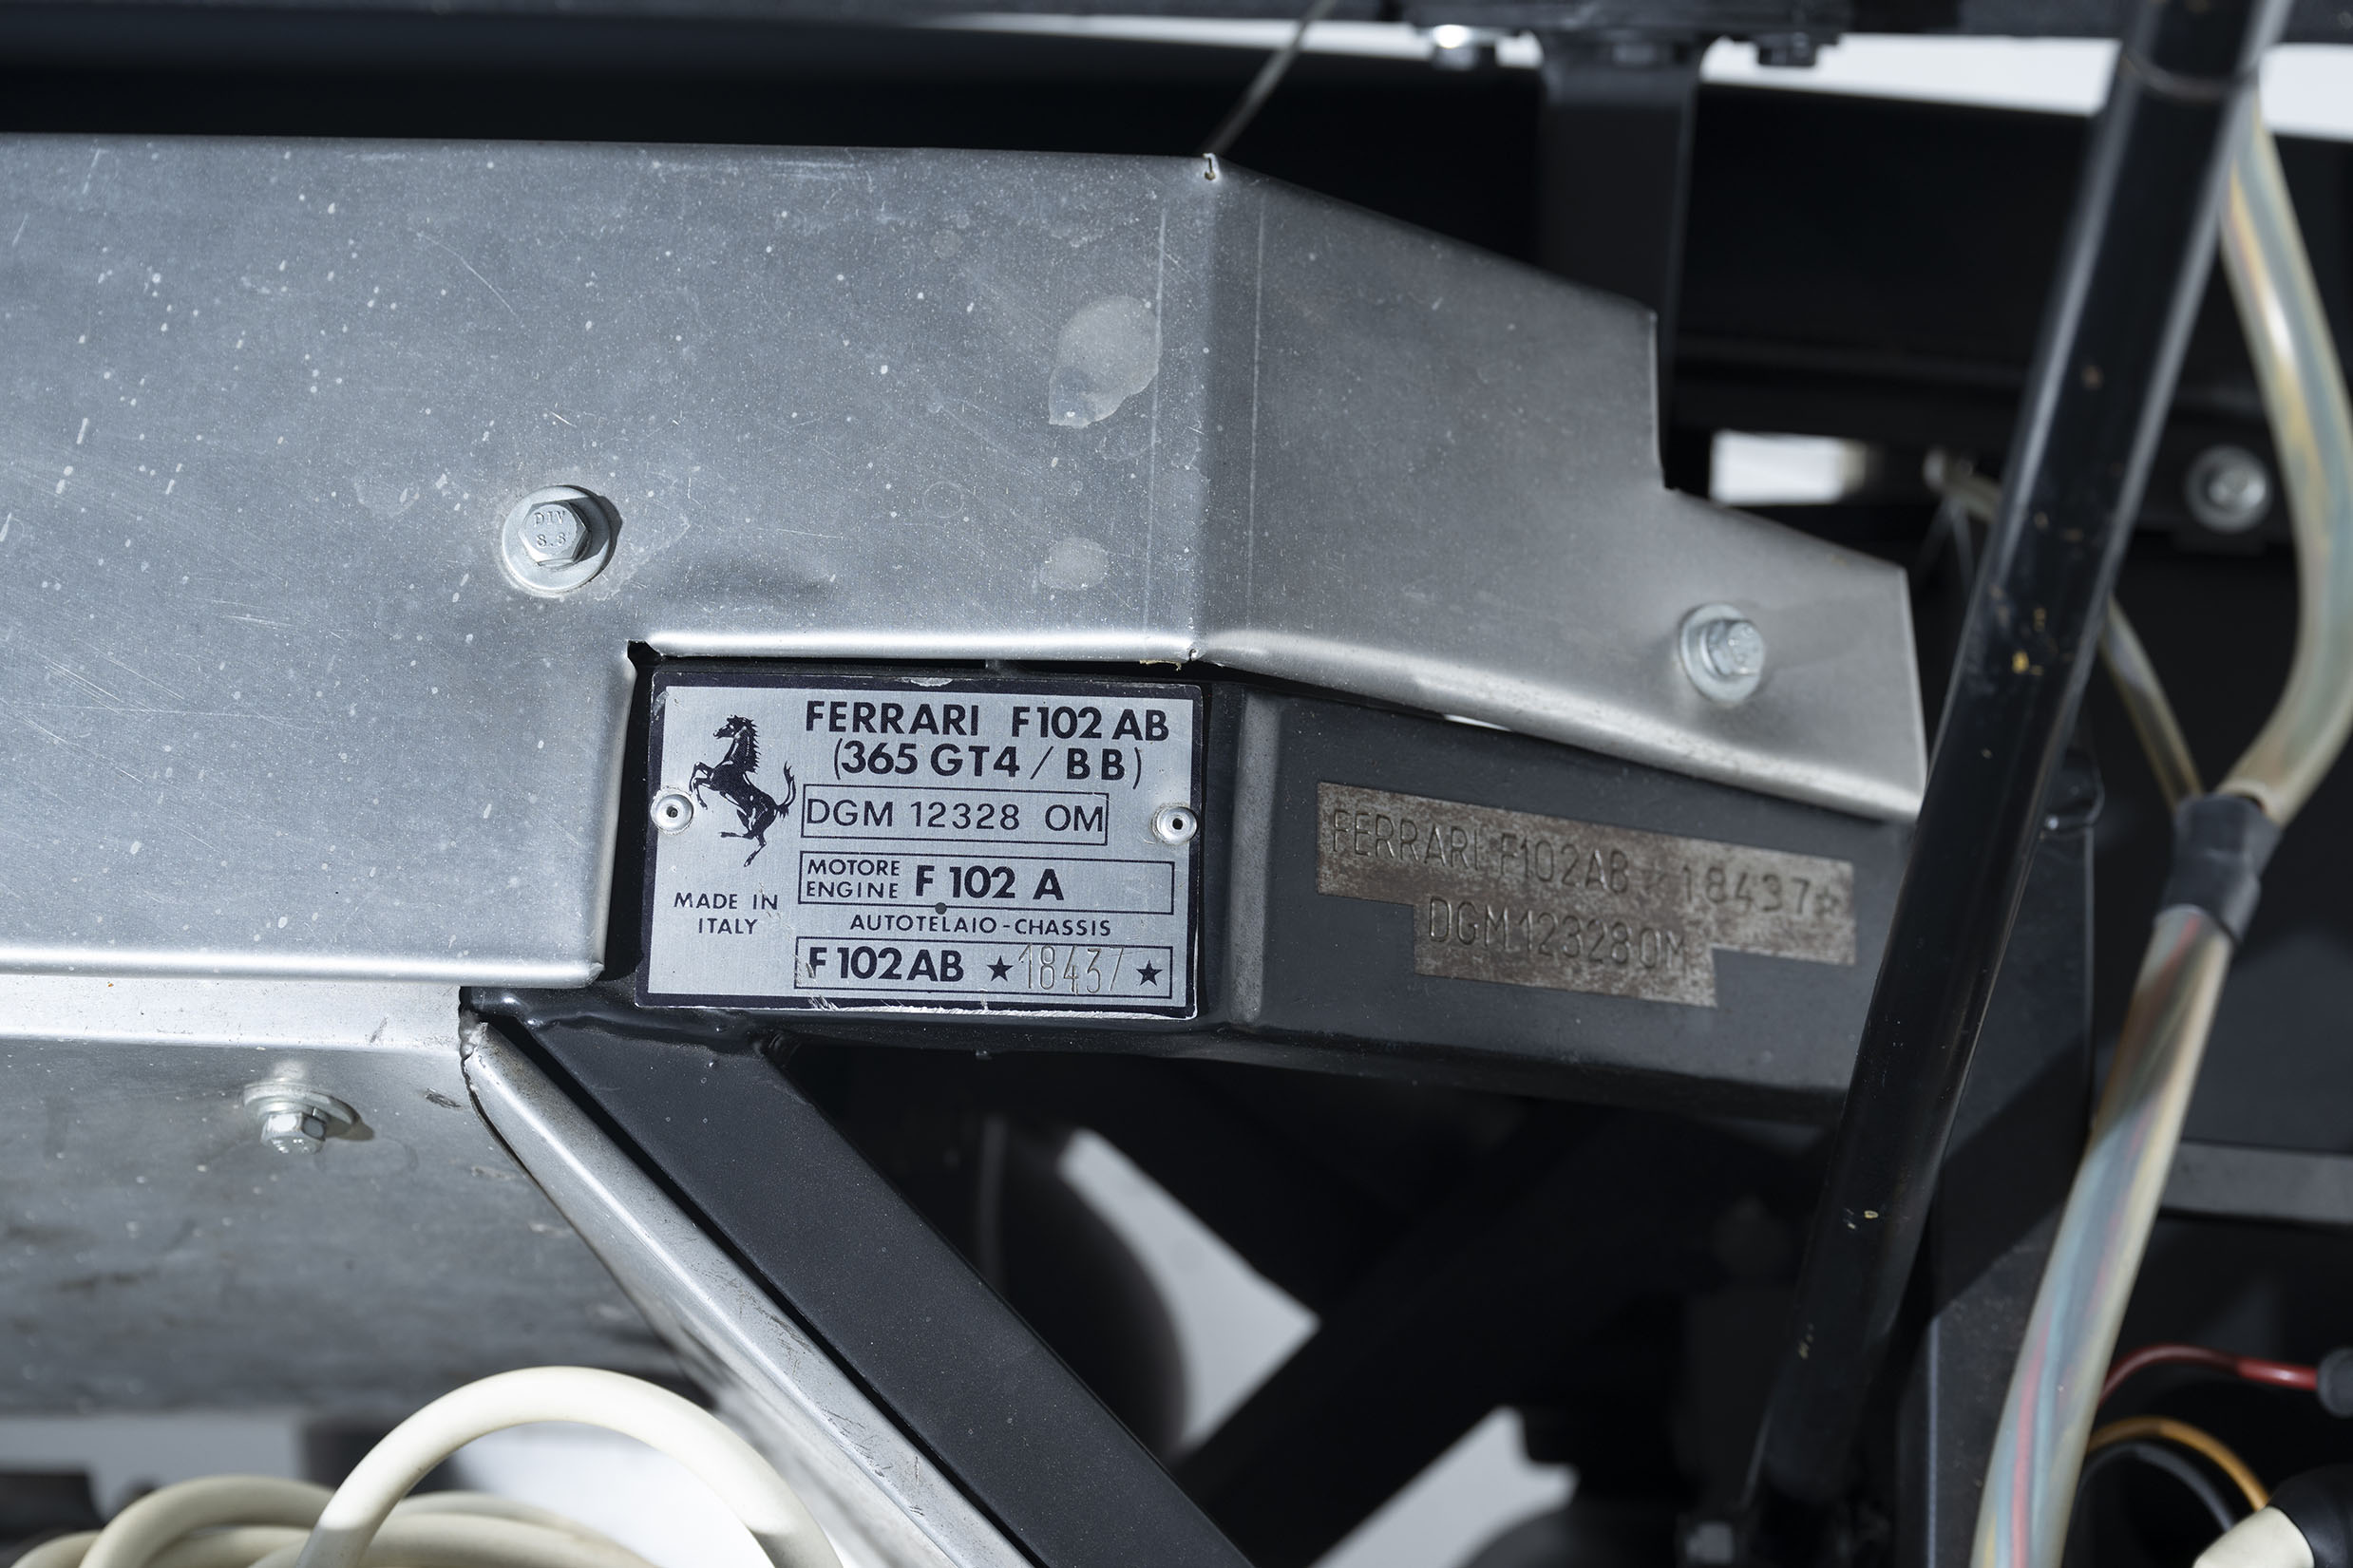 DIN
8.8
FERRARI F102 AB
(365 GT4 / BB)
DGM 12328 OM
MOTORE
ENGINE F 102 A
MADE IN
ITALY
AUTOTELAIO - CHASSIS
F 102 AB ★ 18437 ★
FERRARI F102AB ☆ 18437☆
DGM12328OM